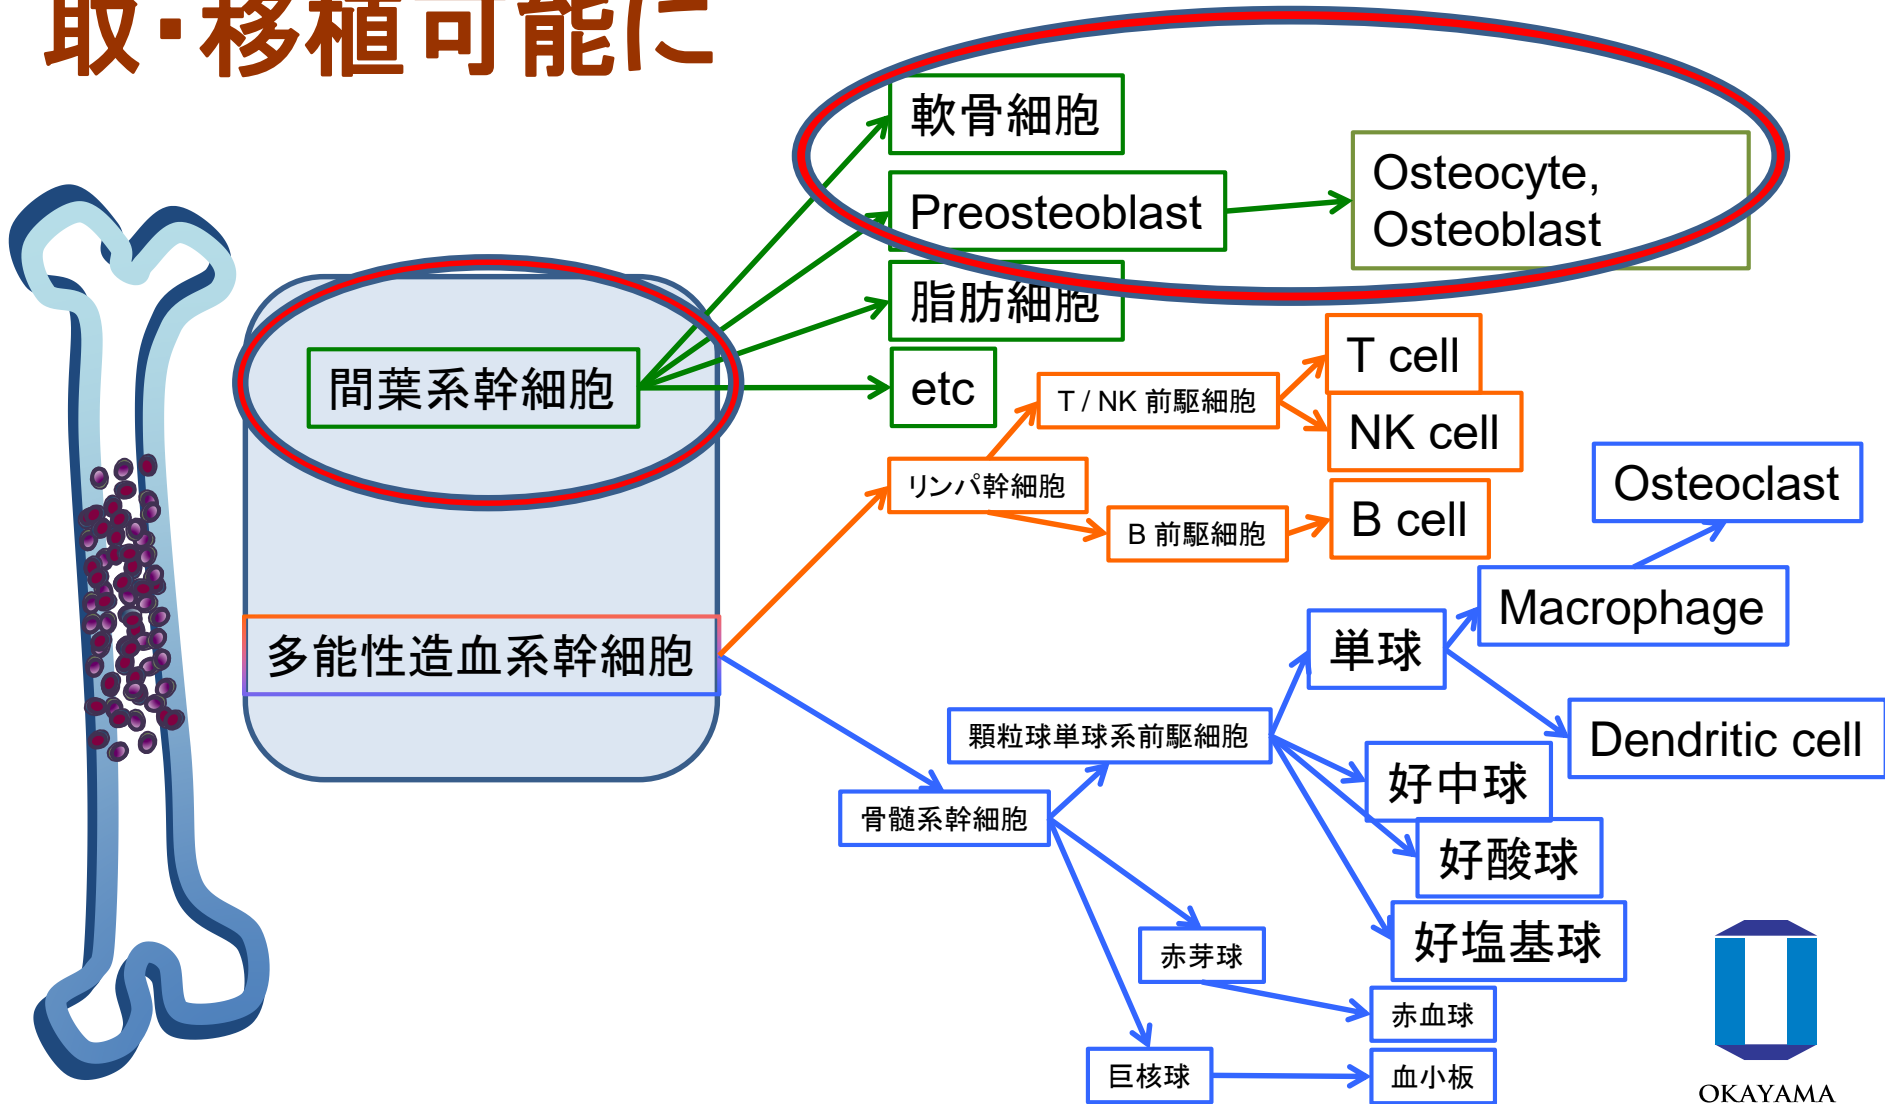 取・移植可能に
軟骨細胞
Preosteoblast
Osteocyte,
Osteoblast
脂肪細胞
etc
間葉系幹細胞
T / NK 前駆細胞
T cell
NK cell
リンパ幹細胞
B 前駆細胞
B cell
Osteoclast
Macrophage
多能性造血系幹細胞
単球
Dendritic cell
顆粒球単球系前駆細胞
好中球
骨髄系幹細胞
好酸球
好塩基球
赤芽球
赤血球
巨核球
血小板
OKAYAMA